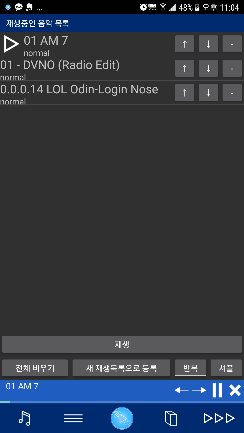 48% 오후 11:04
재생중인 음악 목록
01 AM 7
normal
↑ ↓ -
01 - DVNO (Radio Edit)
normal
↑ ↓ -
0.0.0.14 LOL Odin-Login Nose
normal
↑ ↓ -
재생
전체 비우기 새 재생목록으로 등록 반복 셔플
01 AM 7